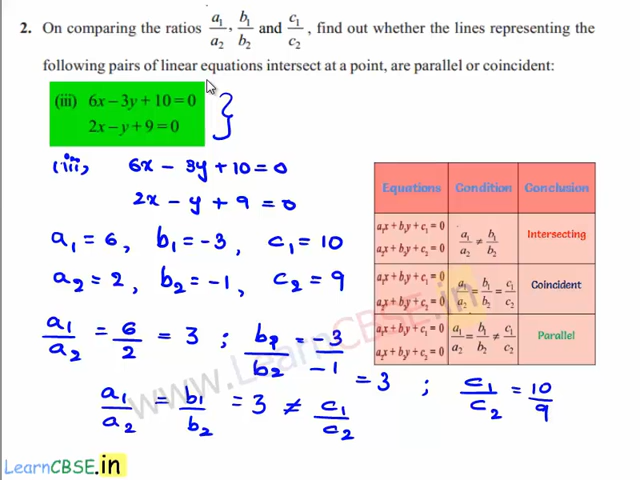 2. On comparing the ratios a₁/a₂, b₁/b₂ and c₁/c₂, find out whether the lines representing the
following pairs of linear equations intersect at a point, are parallel or coincident:
(iii) 6x – 3y + 10 = 0
2x – y + 9 = 0
(iii) 6x – 3y + 10 = 0
2x – y + 9 = 0
a₁ = 6, b₁ = –3, c₁ = 10
a₂ = 2, b₂ = –1, c₂ = 9
a₁/a₂ = 6/2 = 3 ; b₁/b₂ = –3/–1 = 3 ; c₁/c₂ = 10/9
a₁/a₂ = b₁/b₂ = 3 ≠ c₁/c₂
Equations Condition Conclusion
a₁x + b₁y + c₁ = 0
a₂x + b₂y + c₂ = 0
a₁/a₂ ≠ b₁/b₂
Intersecting
a₁x + b₁y + c₁ = 0
a₂x + b₂y + c₂ = 0
a₁/a₂ = b₁/b₂ = c₁/c₂
Coincident
a₁x + b₁y + c₁ = 0
a₂x + b₂y + c₂ = 0
a₁/a₂ = b₁/b₂ ≠ c₁/c₂
Parallel
www.LearnCBSE.in
LearnCBSE.in